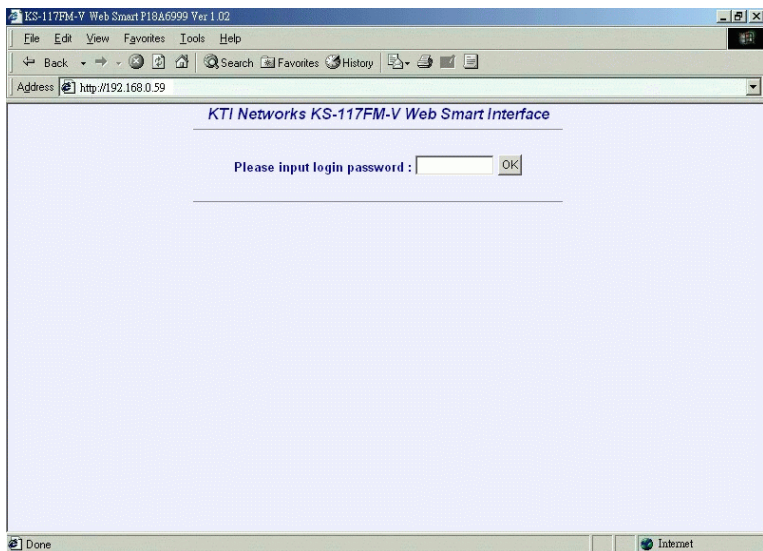 KS-117FM-V Web Smart P18A6999 Ver 1.02
File Edit View Favorites Tools Help
Back Search Favorites History
Address http://192.168.0.59
KTI Networks KS-117FM-V Web Smart Interface
Please input login password : OK
Done Internet